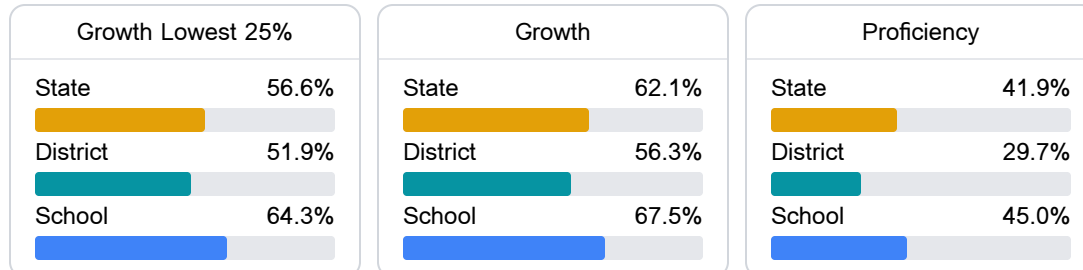 Growth Lowest 25%
State 56.6%
District 51.9%
School 64.3%
Growth
State 62.1%
District 56.3%
School 67.5%
Proficiency
State 41.9%
District 29.7%
School 45.0%